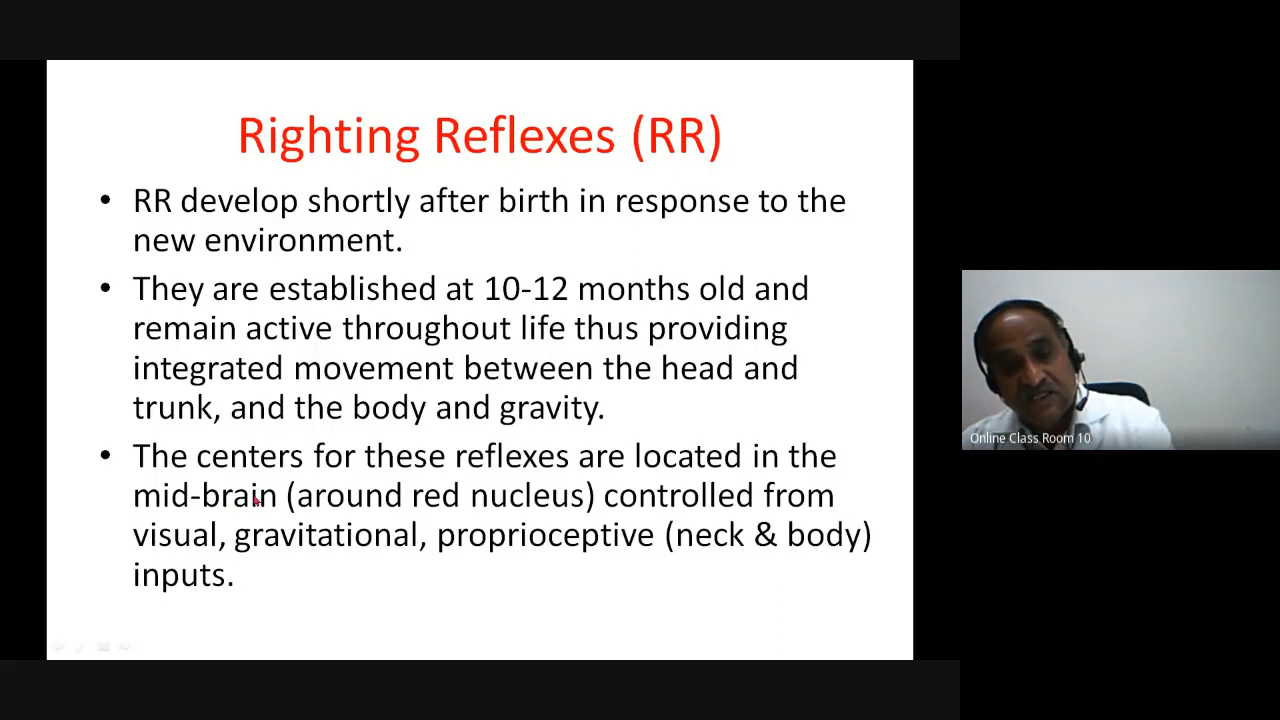 Righting Reflexes (RR)
• RR develop shortly after birth in response to the
new environment.
• They are established at 10-12 months old and
remain active throughout life thus providing
integrated movement between the head and
trunk, and the body and gravity.
• The centers for these reflexes are located in the
mid-brain (around red nucleus) controlled from
visual, gravitational, proprioceptive (neck & body)
inputs.
Online Class Room 10